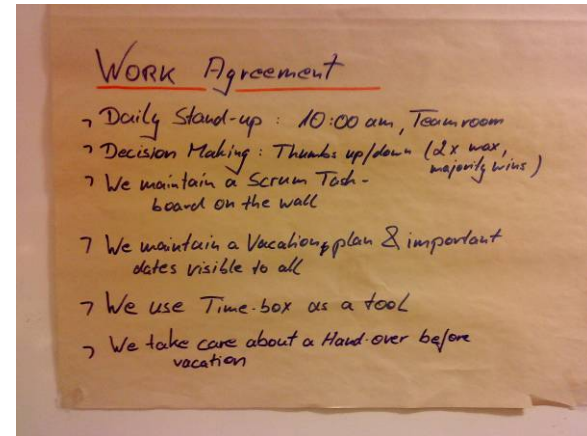 Work Agreement
Daily Stand-up : 10:00 am, Teamroom
Decision Making : Thumbs up/down (2x max,
majority wins)
We maintain a Scrum Task-
board on the wall
We maintain a Vacation, plan & important
dates visible to all
We use Time-box as a tool
We take care about a Hand-over before
vacation